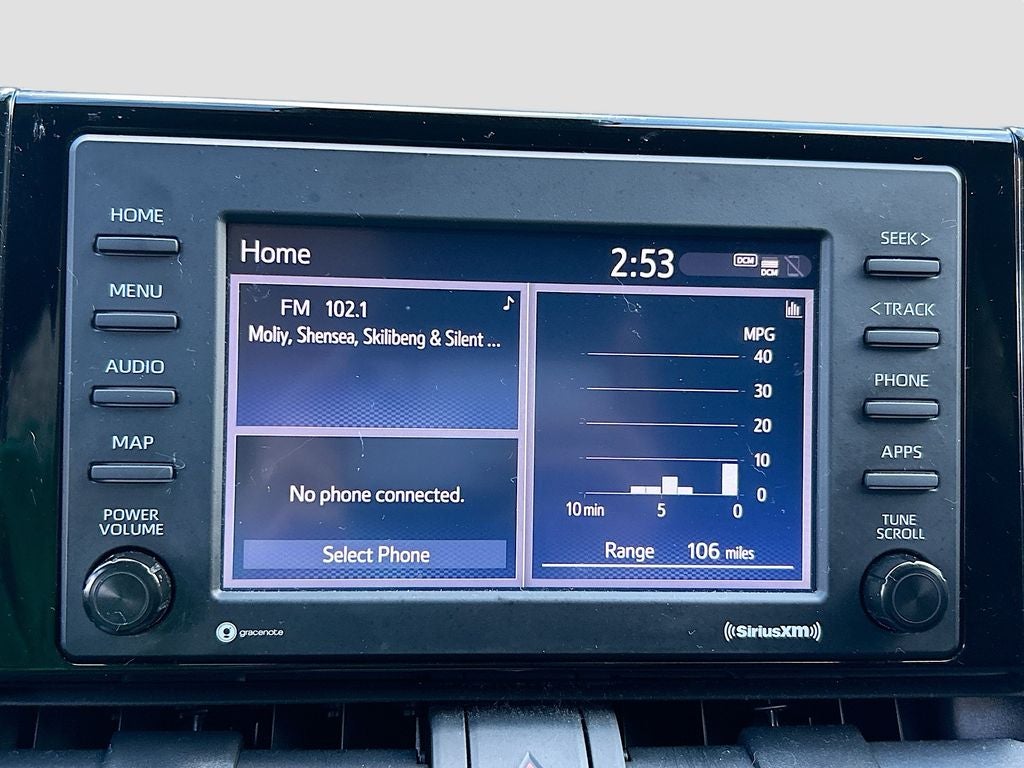 HOME
MENU
AUDIO
MAP
POWER
VOLUME
Home
2:53
DCM
DCM
FM 102.1
Moliy, Shensea, Skilibeng & Silent ...
No phone connected.
Select Phone
MPG
40
30
20
10
0
10 min 5 0
Range 106 miles
SEEK>
<TRACK
PHONE
APPS
TUNE
SCROLL
gracenote
((SiriusXM))